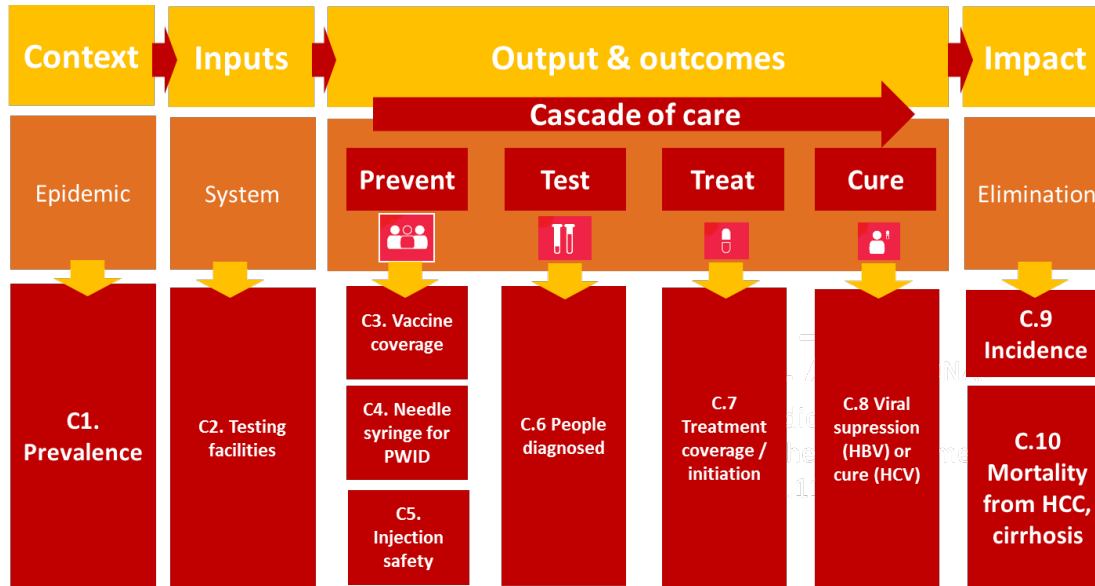 Context
Inputs
Output & outcomes
Impact
Cascade of care
Epidemic
System
Prevent
Test
Treat
Cure
Elimination
C1.
Prevalence
C2. Testing
facilities
C3. Vaccine
coverage
C4. Needle
syringe for
PWID
C5.
Injection
safety
C.6 People
diagnosed
C.7
Treatment
coverage /
initiation
C.8 Viral
supression
(HBV) or
cure (HCV)
C.9
Incidence
C.10
Mortality
from HCC,
cirrhosis